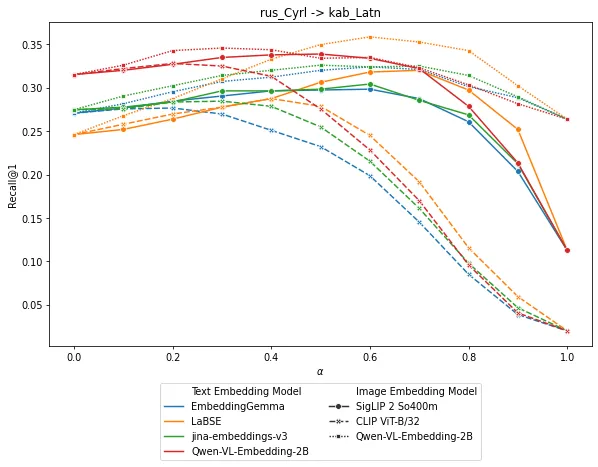 rus_Cyrl -> kab_Latn
Recall@1
0.35
0.30
0.25
0.20
0.15
0.10
0.05
0.0 0.2 0.4 0.6 0.8 1.0
α
Text Embedding Model
EmbeddingGemma
LaBSE
jina-embeddings-v3
Qwen-VL-Embedding-2B
Image Embedding Model
SigLIP 2 So400m
CLIP ViT-B/32
Qwen-VL-Embedding-2B